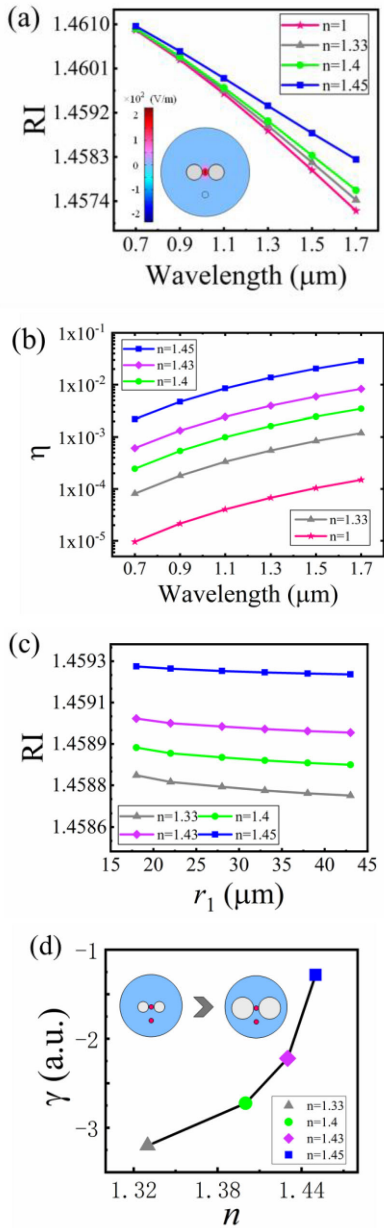 (a)
1.4610
1.4601
1.4592
1.4583
1.4574
RI
n=1
n=1.33
n=1.4
n=1.45
×10² (V/m)
2
1
0
-1
-2
0.7 0.9 1.1 1.3 1.5 1.7
Wavelength (μm)
(b)
1x10⁻¹
1x10⁻²
1x10⁻³
1x10⁻⁴
1x10⁻⁵
η
n=1.45
n=1.43
n=1.4
n=1.33
n=1
0.7 0.9 1.1 1.3 1.5 1.7
Wavelength (μm)
(c)
1.4593
1.4591
1.4589
1.4588
1.4586
RI
n=1.33 n=1.4
n=1.43 n=1.45
15 20 25 30 35 40 45
r₁ (μm)
(d)
-1
-2
-3
γ (a.u.)
n=1.33
n=1.4
n=1.43
n=1.45
1.32 1.38 1.44
n